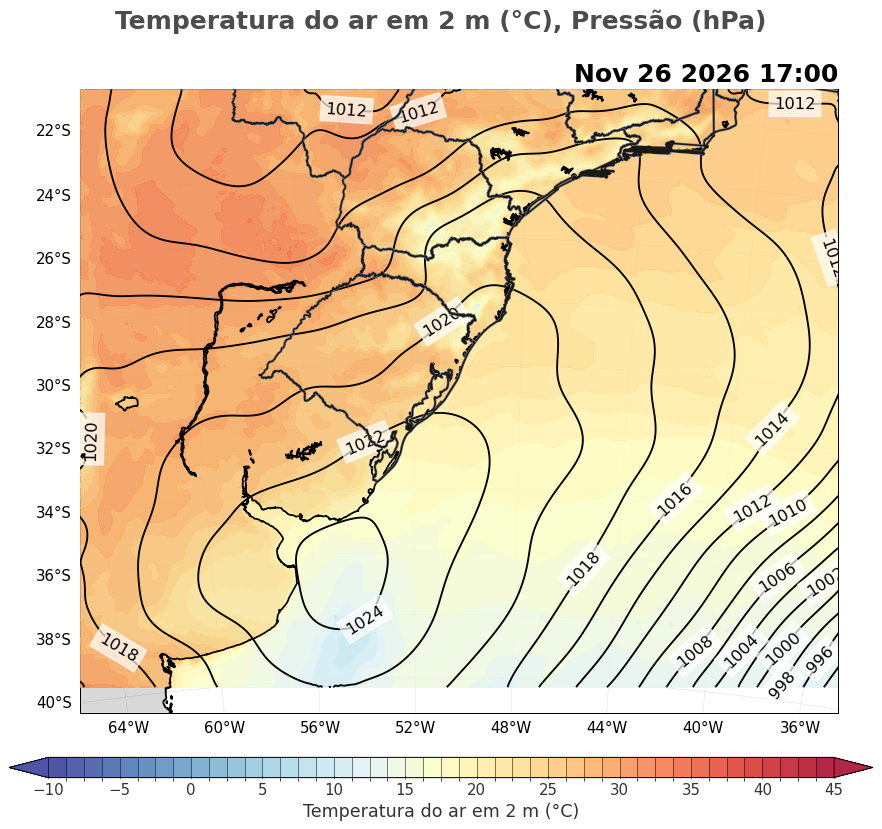 Temperatura do ar em 2 m (°C), Pressão (hPa)
Nov 26 2026 17:00
1012
1012
1012
22°S
24°S
1012
26°S
1020
28°S
30°S
1014
1022
1020
32°S
1016
1012
1010
34°S
1018
1006
1002
36°S
1024
1018
1008
1004
1000
996
38°S
998
40°S
64°W 60°W 56°W 52°W 48°W 44°W 40°W 36°W
−10 −5 0 5 10 15 20 25 30 35 40 45
Temperatura do ar em 2 m (°C)